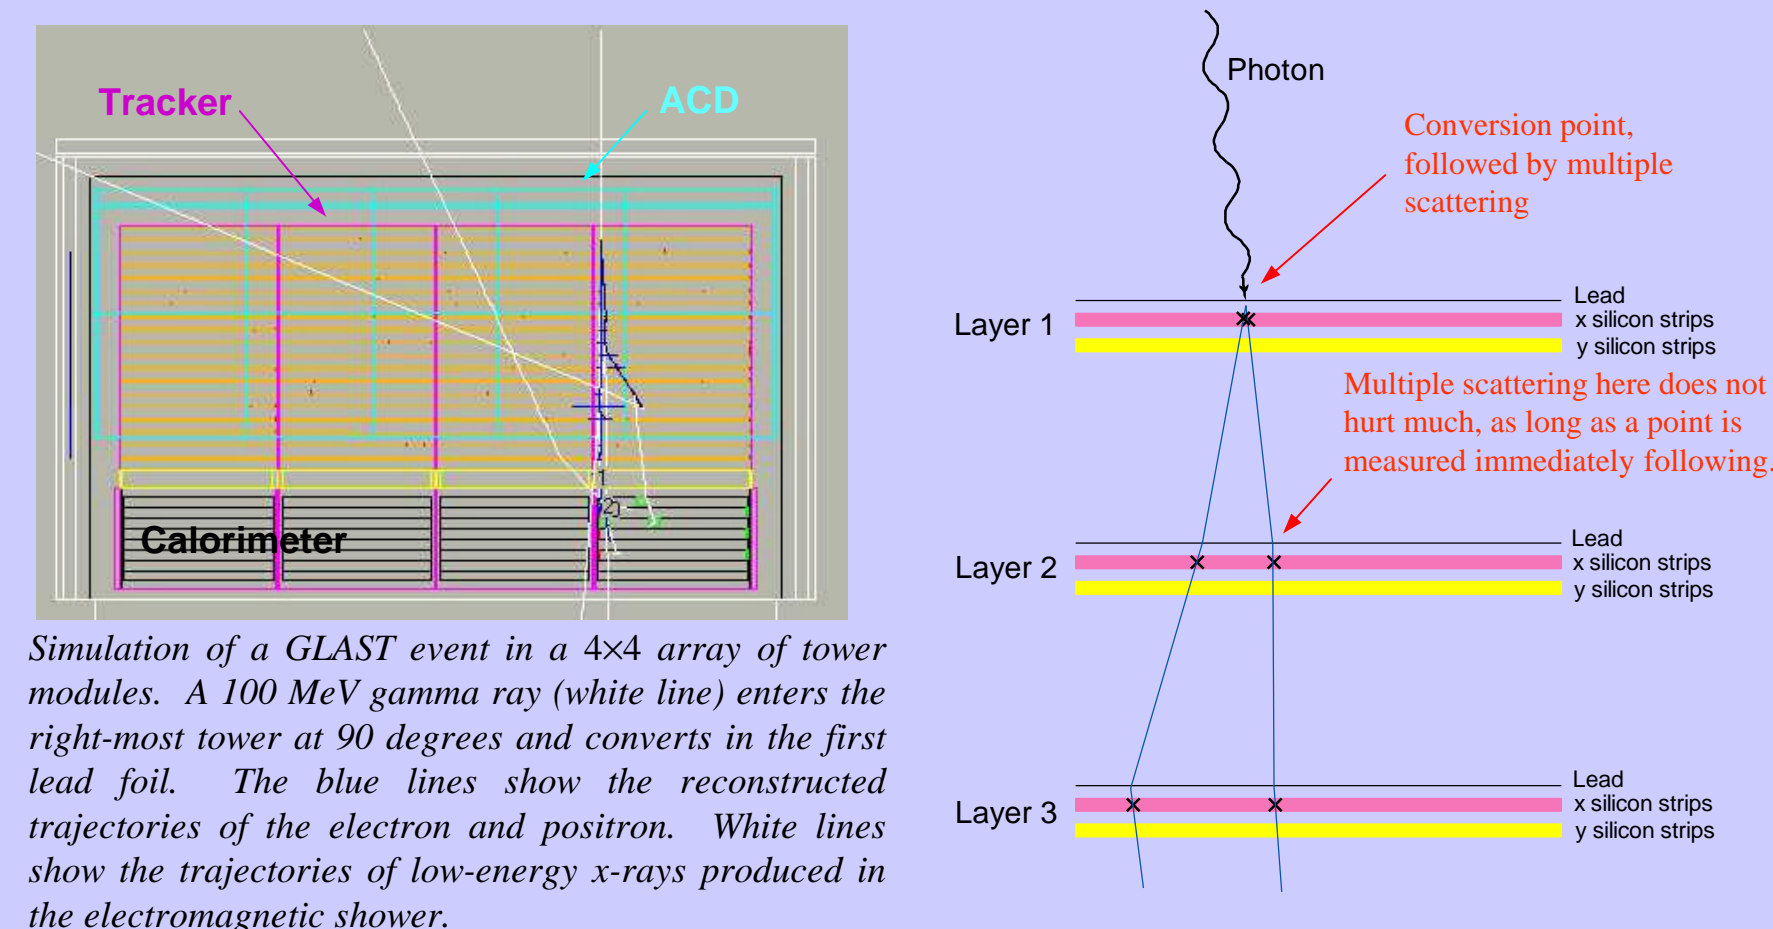 Tracker
ACD
Calorimeter
Simulation of a GLAST event in a 4×4 array of tower
modules. A 100 MeV gamma ray (white line) enters the
right-most tower at 90 degrees and converts in the first
lead foil. The blue lines show the reconstructed
trajectories of the electron and positron. White lines
show the trajectories of low-energy x-rays produced in
the electromagnetic shower.
Photon
Conversion point,
followed by multiple
scattering
Layer 1
Lead
x silicon strips
y silicon strips
Multiple scattering here does not
hurt much, as long as a point is
measured immediately following.
Layer 2
Lead
x silicon strips
y silicon strips
Layer 3
Lead
x silicon strips
y silicon strips